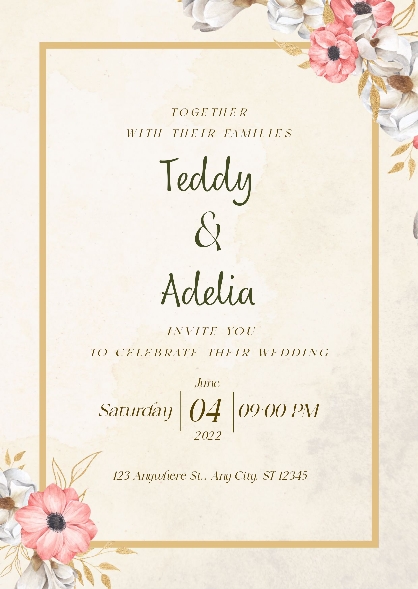 TOGETHER
WITH THEIR FAMILIES
Teddy
&
Adelia
INVITE YOU
TO CELEBRATE THEIR WEDDING
June
Saturday 04 09:00 PM
2022
123 Anywhere St., Any City, ST 12345